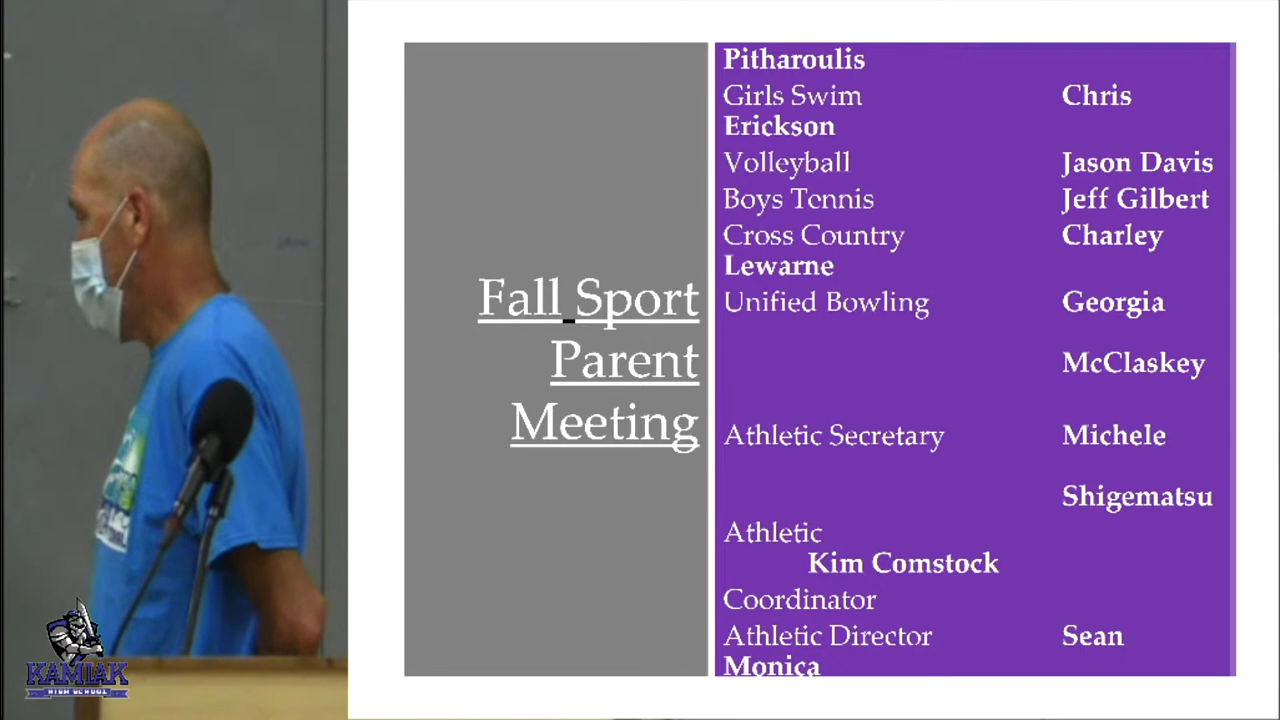 Fall Sport
Parent
Meeting
Pitharoulis
Girls Swim Chris
Erickson
Volleyball Jason Davis
Boys Tennis Jeff Gilbert
Cross Country Charley
Lewarne
Unified Bowling Georgia
McClaskey
Athletic Secretary Michele
Shigematsu
Athletic
Kim Comstock
Coordinator
Athletic Director Sean
Monica
KAMIAK
HIGH SCHOOL